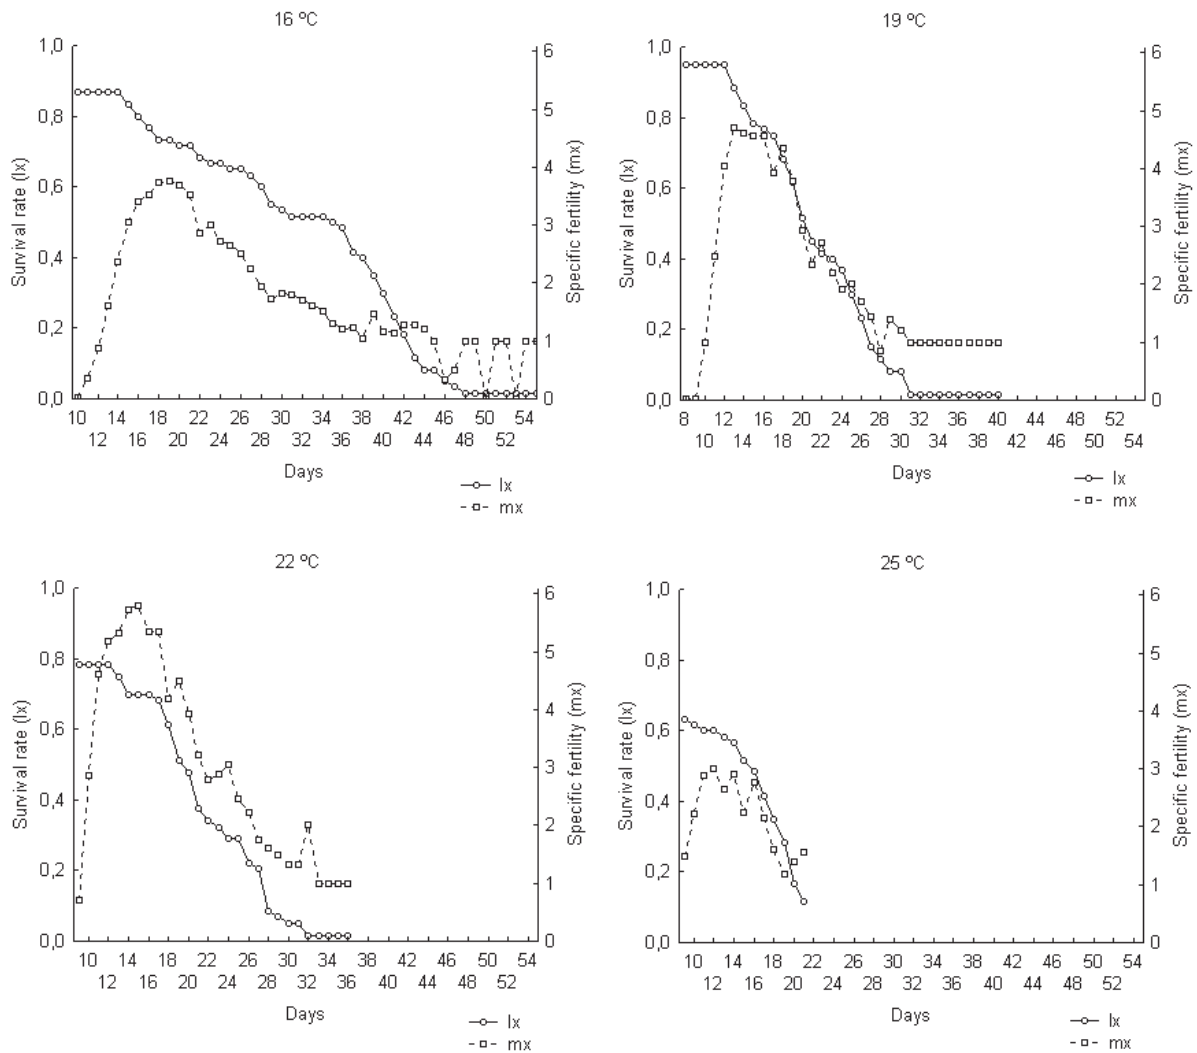 16 ºC
1,0
0,8
0,6
0,4
0,2
0,0
Survival rate (lx)
6
5
4
3
2
1
0
Specific fertility (mx)
10 14 18 22 26 30 34 38 42 46 50 54
12 16 20 24 28 32 36 40 44 48 52
Days
lx
mx
19 ºC
1,0
0,8
0,6
0,4
0,2
0,0
Survival rate (lx)
6
5
4
3
2
1
0
Specific fertility (mx)
8 12 16 20 24 28 32 36 40 44 48 52
10 14 18 22 26 30 34 38 42 46 50 54
Days
lx
mx
22 ºC
1,0
0,8
0,6
0,4
0,2
0,0
Survival rate (lx)
6
5
4
3
2
1
0
Specific fertility (mx)
10 14 18 22 26 30 34 38 42 46 50 54
12 16 20 24 28 32 36 40 44 48 52
Days
lx
mx
25 ºC
1,0
0,8
0,6
0,4
0,2
0,0
Survival rate (lx)
6
5
4
3
2
1
0
Specific fertility (mx)
10 14 18 22 26 30 34 38 42 46 50 54
12 16 20 24 28 32 36 40 44 48 52
Days
lx
mx